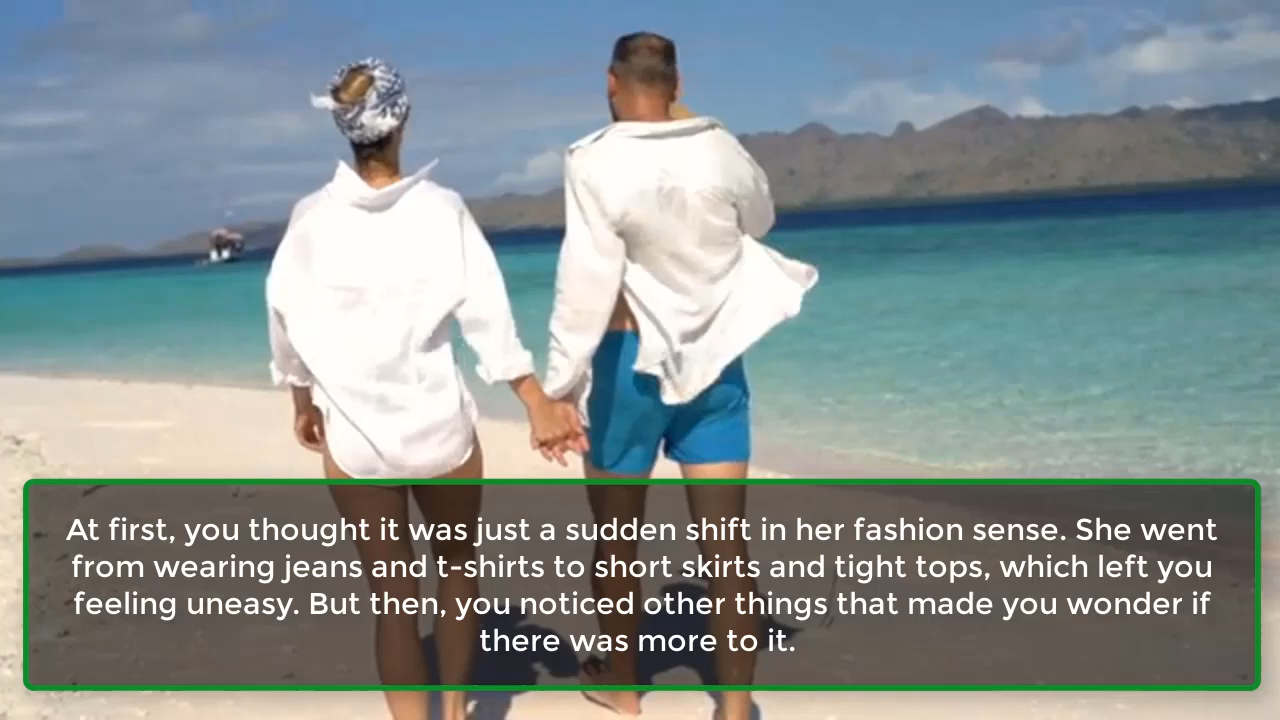 At first, you thought it was just a sudden shift in her fashion sense. She went
from wearing jeans and t-shirts to short skirts and tight tops, which left you
feeling uneasy. But then, you noticed other things that made you wonder if
there was more to it.